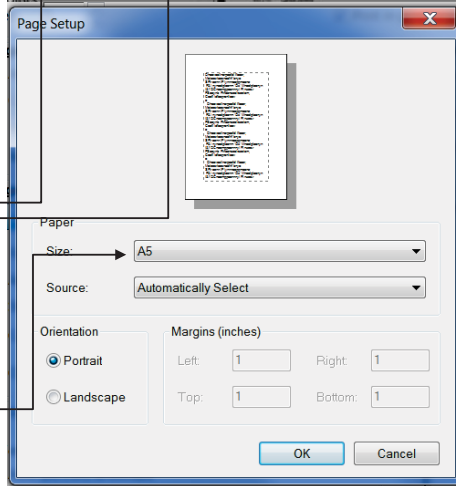 Page Setup
Paper
Size: A5
Source: Automatically Select
Orientation Margins (inches)
Portrait Left: 1 Right: 1
Landscape Top: 1 Bottom: 1
OK Cancel